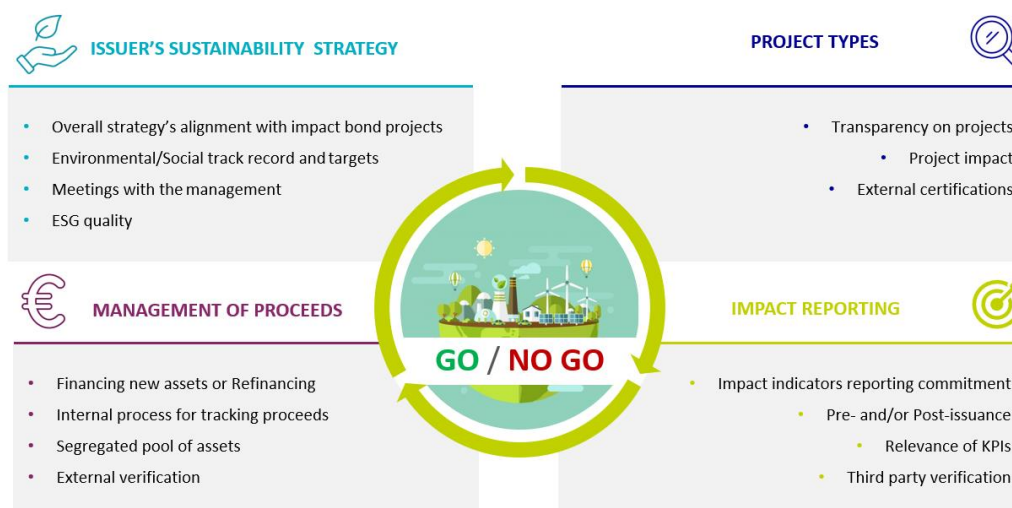 ISSUER'S SUSTAINABILITY STRATEGY
• Overall strategy's alignment with impact bond projects
• Environmental/Social track record and targets
• Meetings with the management
• ESG quality
PROJECT TYPES
• Transparency on projects
• Project impact
• External certifications
MANAGEMENT OF PROCEEDS
• Financing new assets or Refinancing
• Internal process for tracking proceeds
• Segregated pool of assets
• External verification
IMPACT REPORTING
• Impact indicators reporting commitment
• Pre- and/or Post-issuance
• Relevance of KPIs
• Third party verification
GO / NO GO